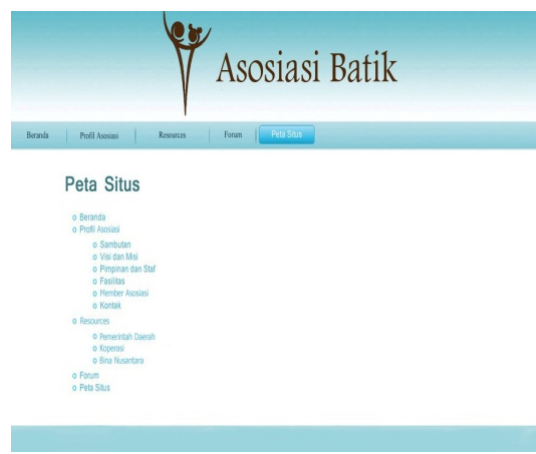 Asosiasi Batik
Beranda Profil Asosiasi Resources Forum Peta Situs
Peta Situs
Beranda
Profil Asosiasi
Sambutan
Visi dan Misi
Pimpinan dan Staf
Fasilitas
Member Asosiasi
Kontak
Resources
Pemerintah Daerah
Koperasi
Bina Nusantara
Forum
Peta Situs